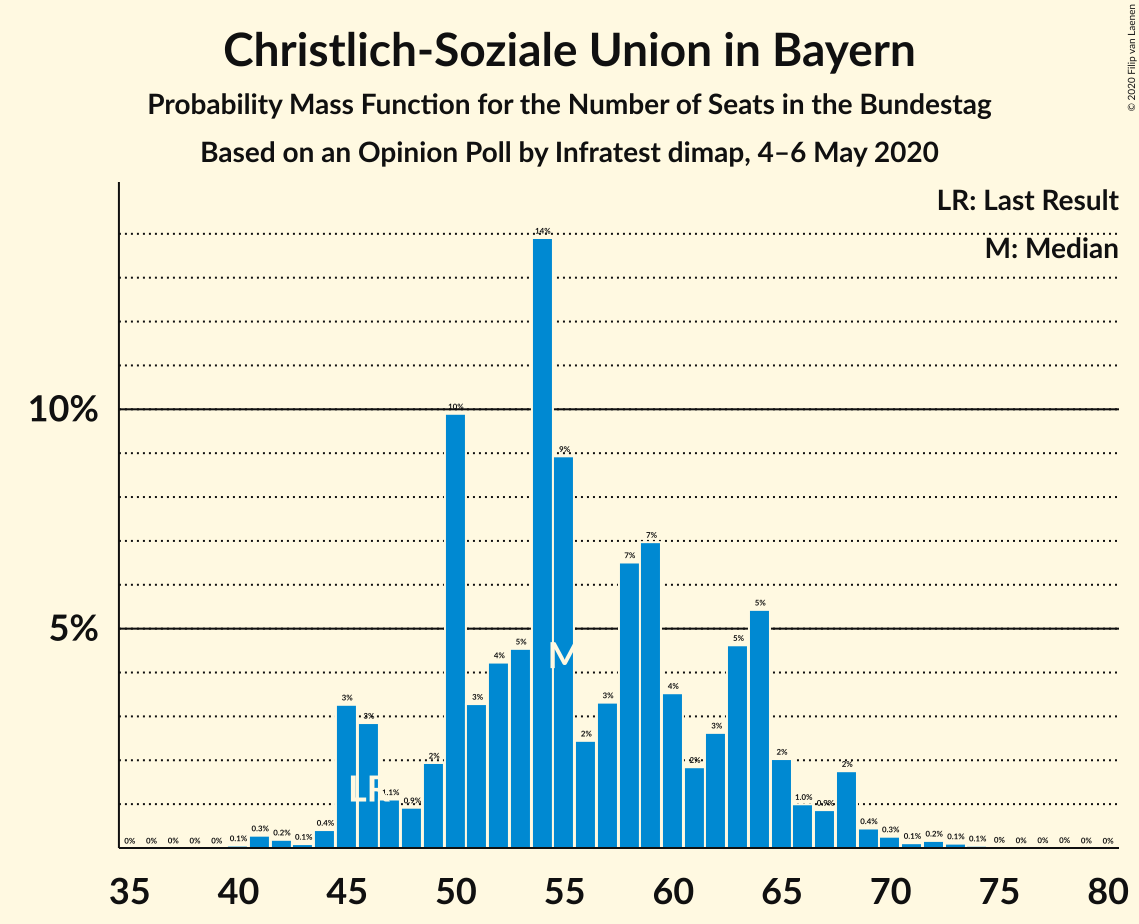 © 2020 Filip van Laenen
Christlich-Soziale Union in Bayern
Probability Mass Function for the Number of Seats in the Bundestag
Based on an Opinion Poll by Infratest dimap, 4–6 May 2020
LR: Last Result
M: Median
10%
5%
0% 0% 0% 0% 0% 0.1% 0.3% 0.2% 0.1% 0.4% 3% 3% 1.1% 0.9% 2% 10% 3% 4% 5% 14% 9% 2% 3% 7% 7% 4% 2% 3% 5% 5% 2% 1.0% 0.9% 2% 0.4% 0.3% 0.1% 0.2% 0.1% 0.1% 0% 0% 0% 0% 0% 0%
LR
M
35 40 45 50 55 60 65 70 75 80